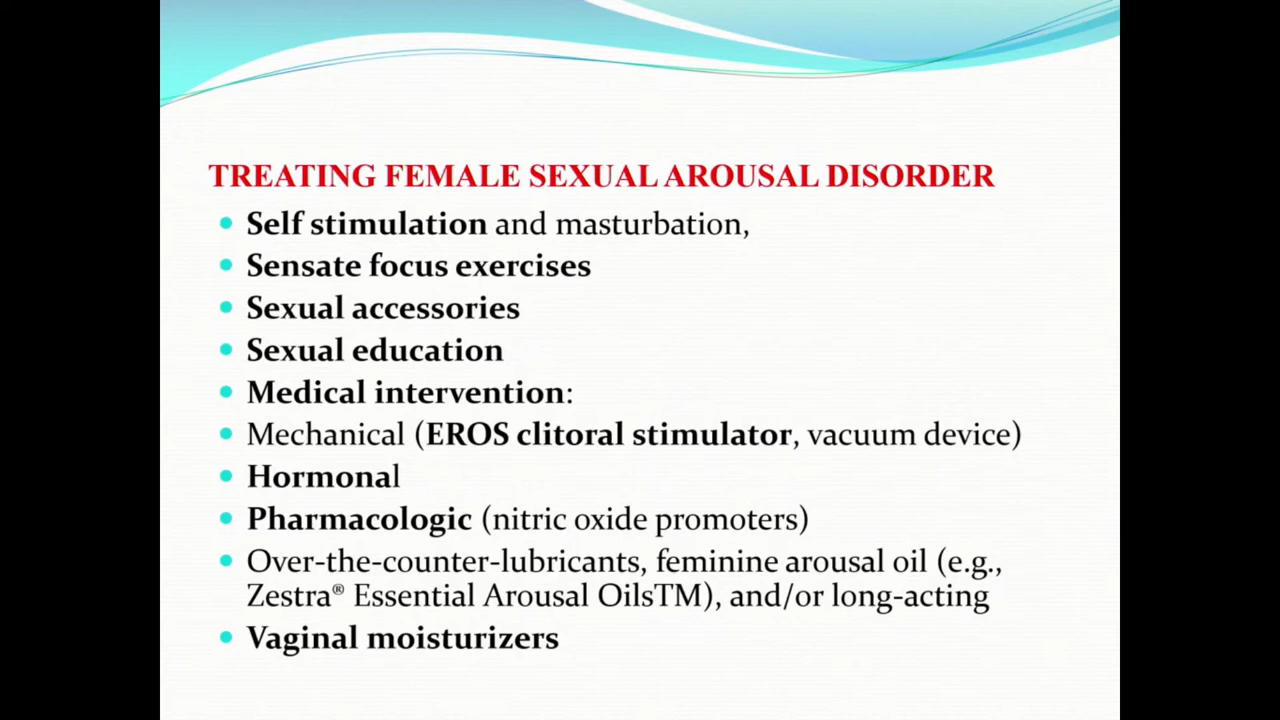 TREATING FEMALE SEXUAL AROUSAL DISORDER
Self stimulation and masturbation,
Sensate focus exercises
Sexual accessories
Sexual education
Medical intervention:
Mechanical (EROS clitoral stimulator, vacuum device)
Hormonal
Pharmacologic (nitric oxide promoters)
Over-the-counter-lubricants, feminine arousal oil (e.g.,
Zestra® Essential Arousal OilsTM), and/or long-acting
Vaginal moisturizers